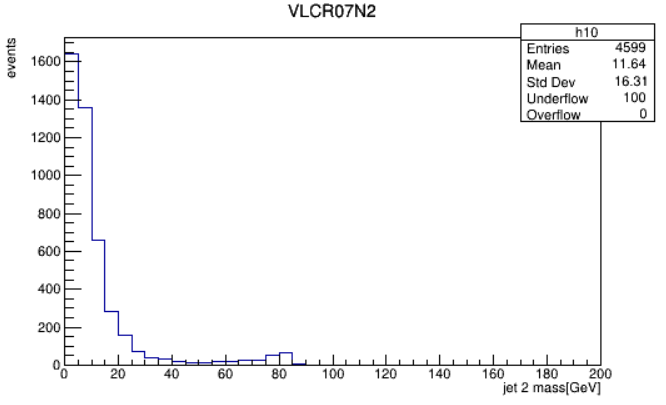 VLCR07N2
events
h10
Entries 4599
Mean 11.64
Std Dev 16.31
Underflow 100
Overflow 0
1600
1400
1200
1000
800
600
400
200
0
0 20 40 60 80 100 120 140 160 180 200
jet 2 mass[GeV]